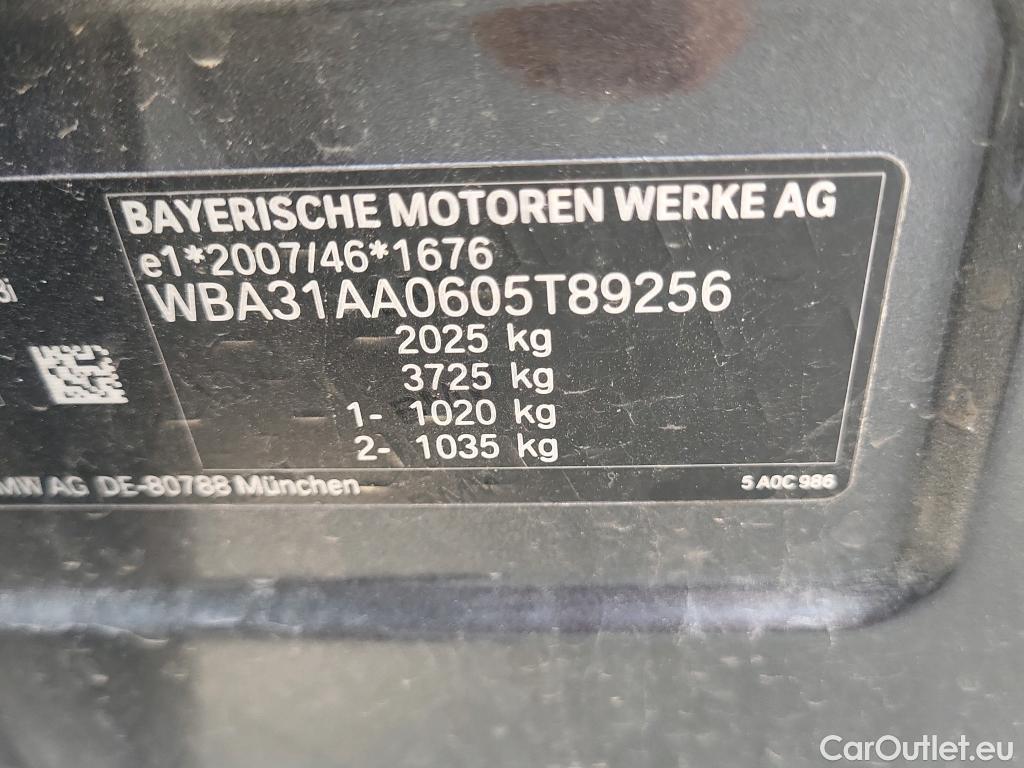 BAYERISCHE MOTOREN WERKE AG
e1*2007/46*1676
WBA31AA0605T89256
2025 kg
3725 kg
1- 1020 kg
2- 1035 kg
AG DE-80788 München
5 A0C 986
CarOutlet.eu